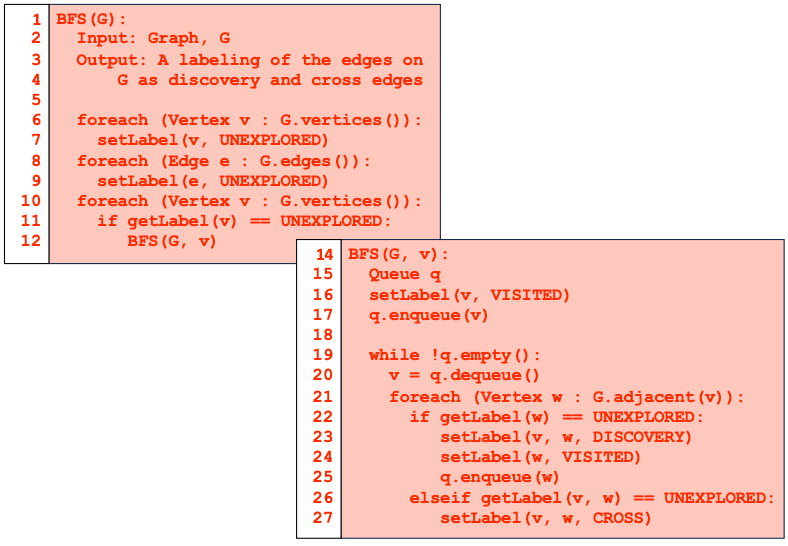 1 BFS(G):
2 Input: Graph, G
3 Output: A labeling of the edges on
4 G as discovery and cross edges
5
6 foreach (Vertex v : G.vertices()):
7 setLabel(v, UNEXPLORED)
8 foreach (Edge e : G.edges()):
9 setLabel(e, UNEXPLORED)
10 foreach (Vertex v : G.vertices()):
11 if getLabel(v) == UNEXPLORED:
12 BFS(G, v)
14 BFS(G, v):
15 Queue q
16 setLabel(v, VISITED)
17 q.enqueue(v)
18
19 while !q.empty():
20 v = q.dequeue()
21 foreach (Vertex w : G.adjacent(v)):
22 if getLabel(w) == UNEXPLORED:
23 setLabel(v, w, DISCOVERY)
24 setLabel(w, VISITED)
25 q.enqueue(w)
26 elseif getLabel(v, w) == UNEXPLORED:
27 setLabel(v, w, CROSS)